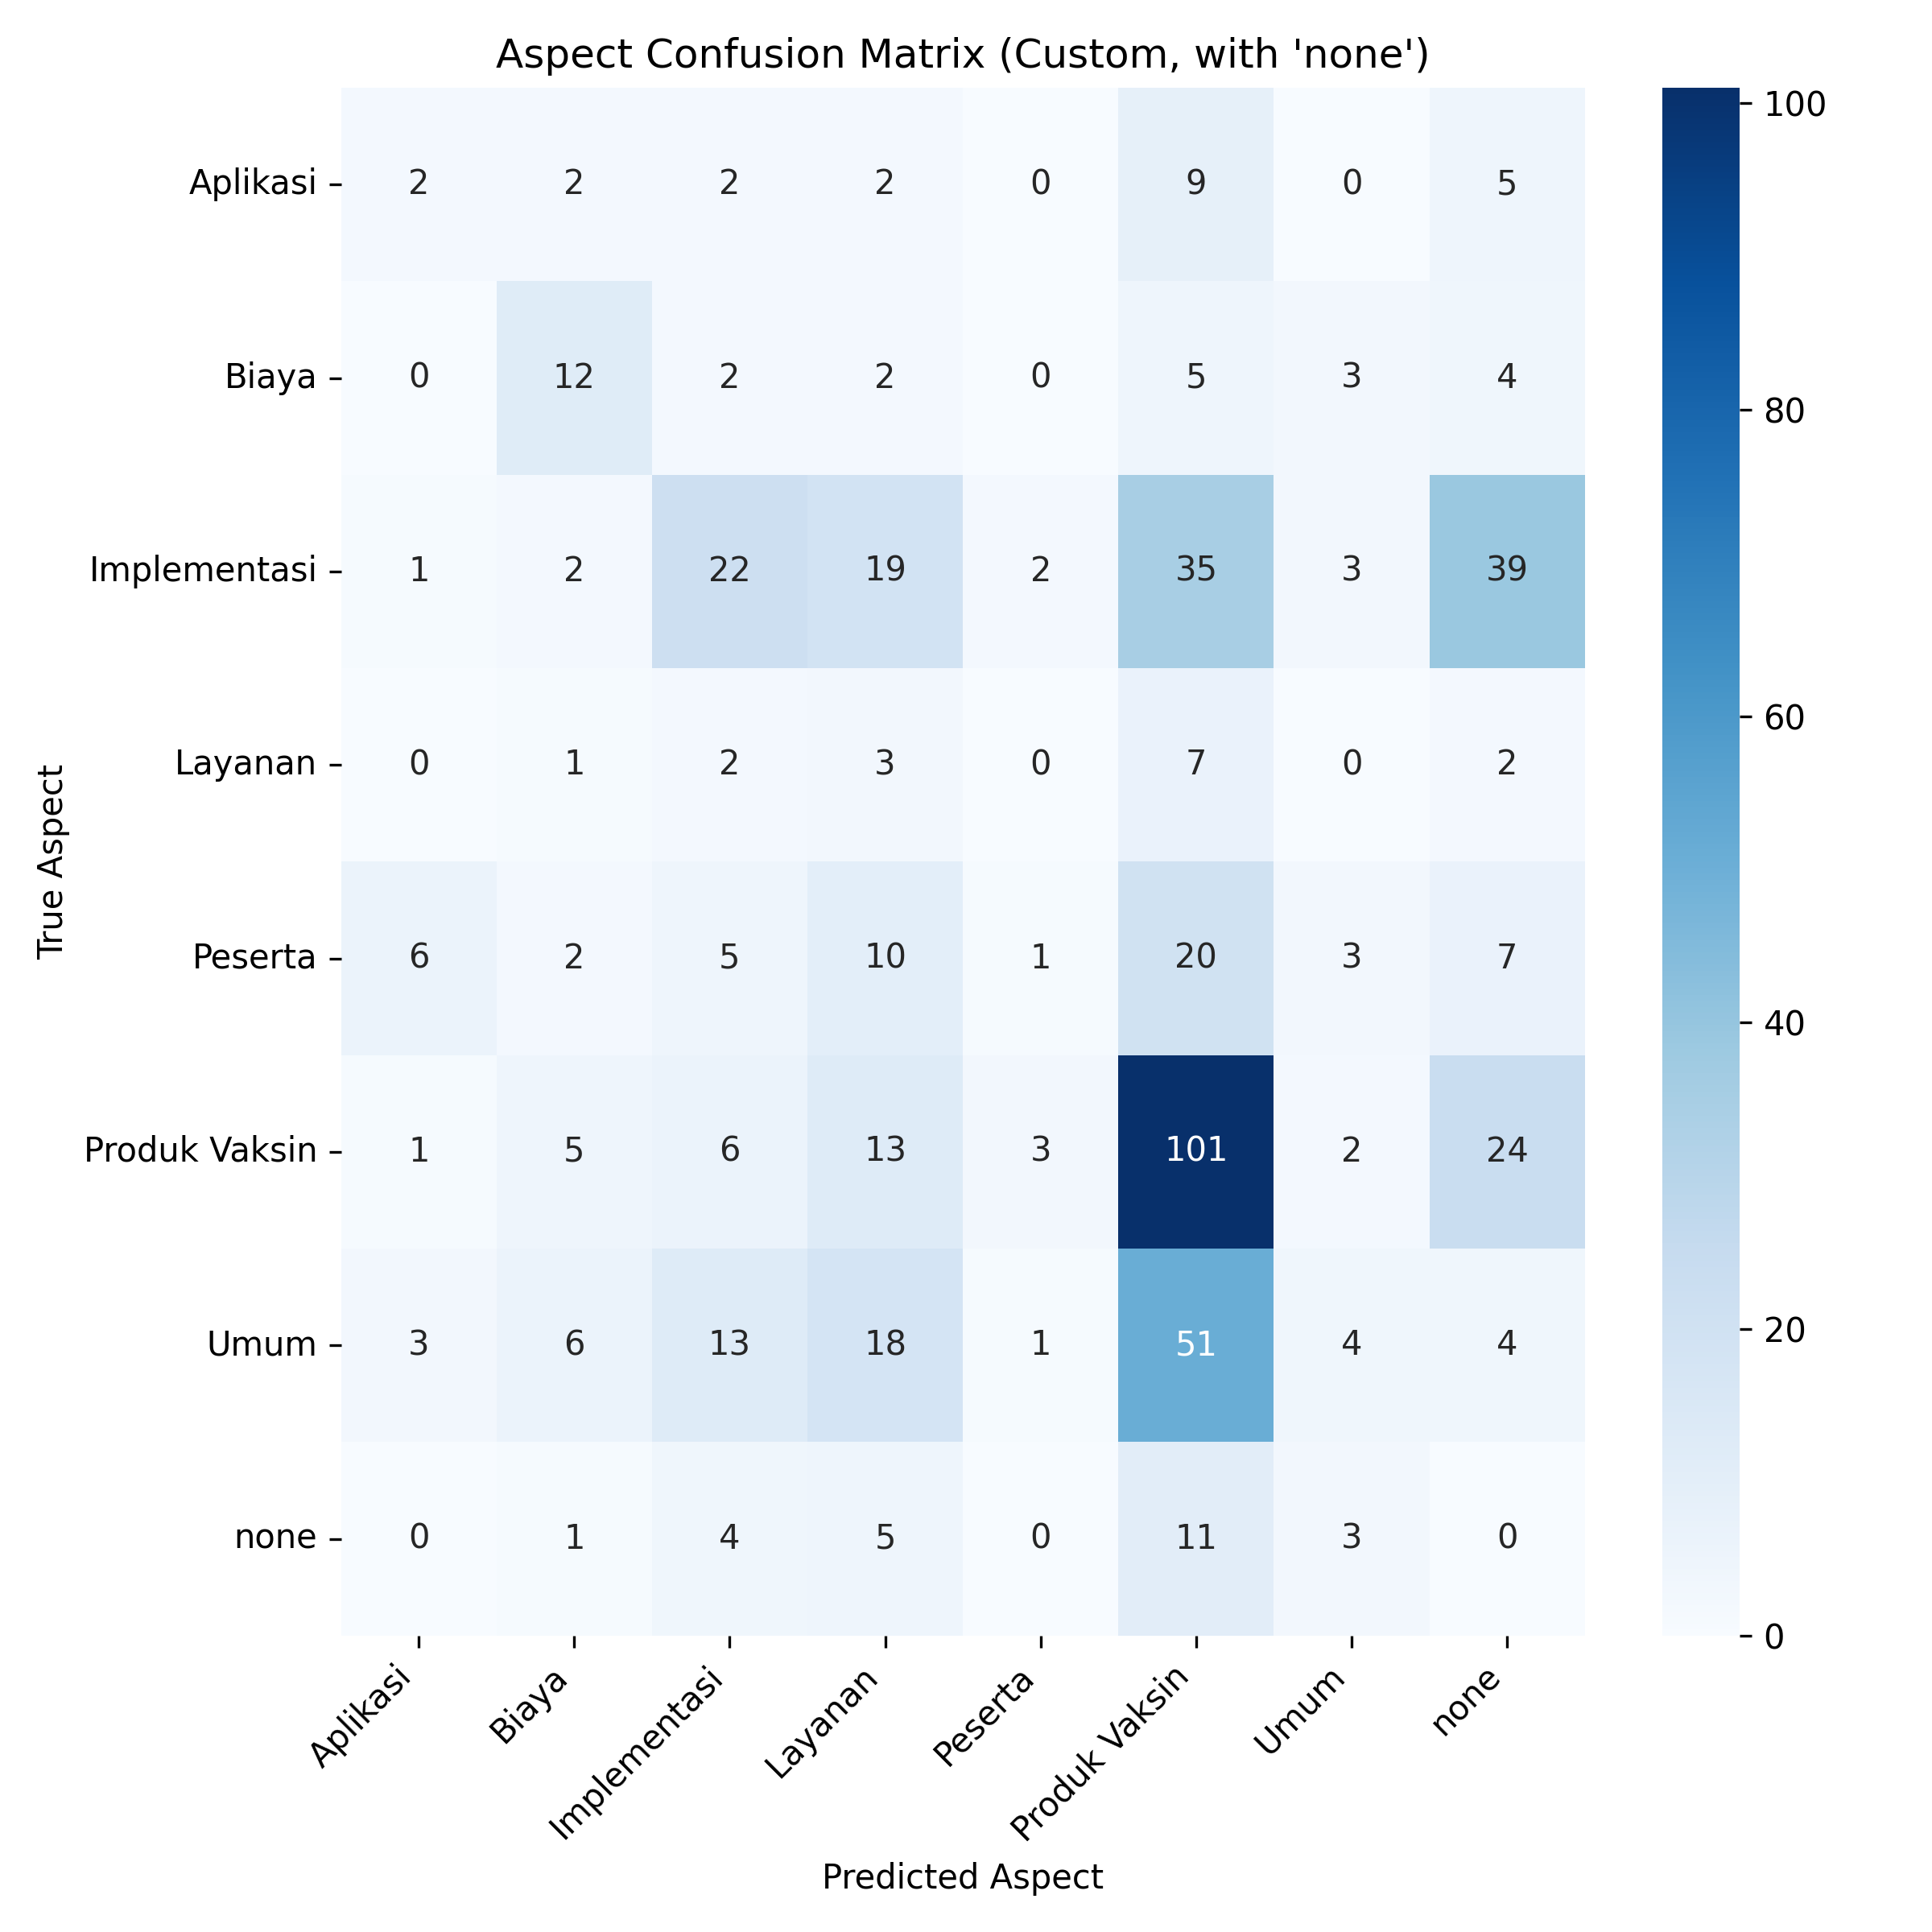 Aspect Confusion Matrix (Custom, with 'none')
Aplikasi 2 2 2 2 0 9 0 5
Biaya 0 12 2 2 0 5 3 4
Implementasi 1 2 22 19 2 35 3 39
Layanan 0 1 2 3 0 7 0 2
Peserta 6 2 5 10 1 20 3 7
Produk Vaksin 1 5 6 13 3 101 2 24
Umum 3 6 13 18 1 51 4 4
none 0 1 4 5 0 11 3 0
True Aspect
Aplikasi Biaya Implementasi Layanan Peserta Produk Vaksin Umum none
Predicted Aspect
100
80
60
40
20
0